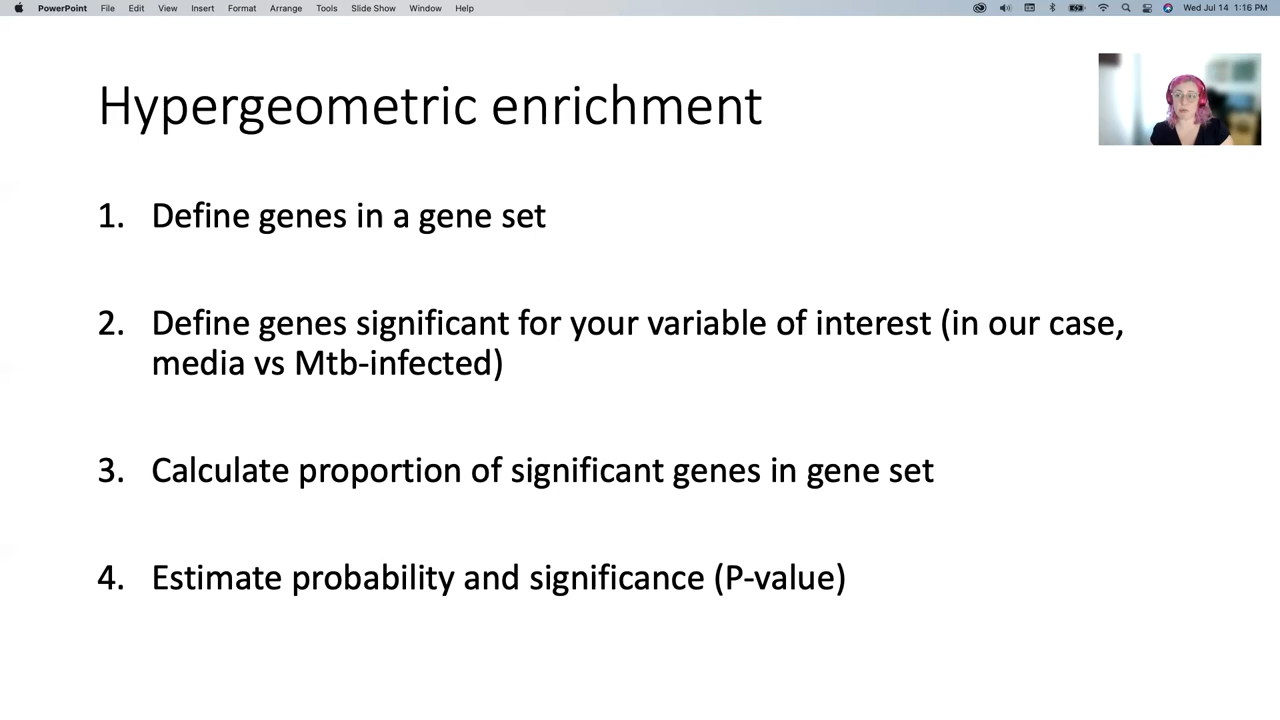 PowerPoint File Edit View Insert Format Arrange Tools Slide Show Window Help Wed Jul 14 1:16 PM
Hypergeometric enrichment
1. Define genes in a gene set
2. Define genes significant for your variable of interest (in our case,
media vs Mtb-infected)
3. Calculate proportion of significant genes in gene set
4. Estimate probability and significance (P-value)